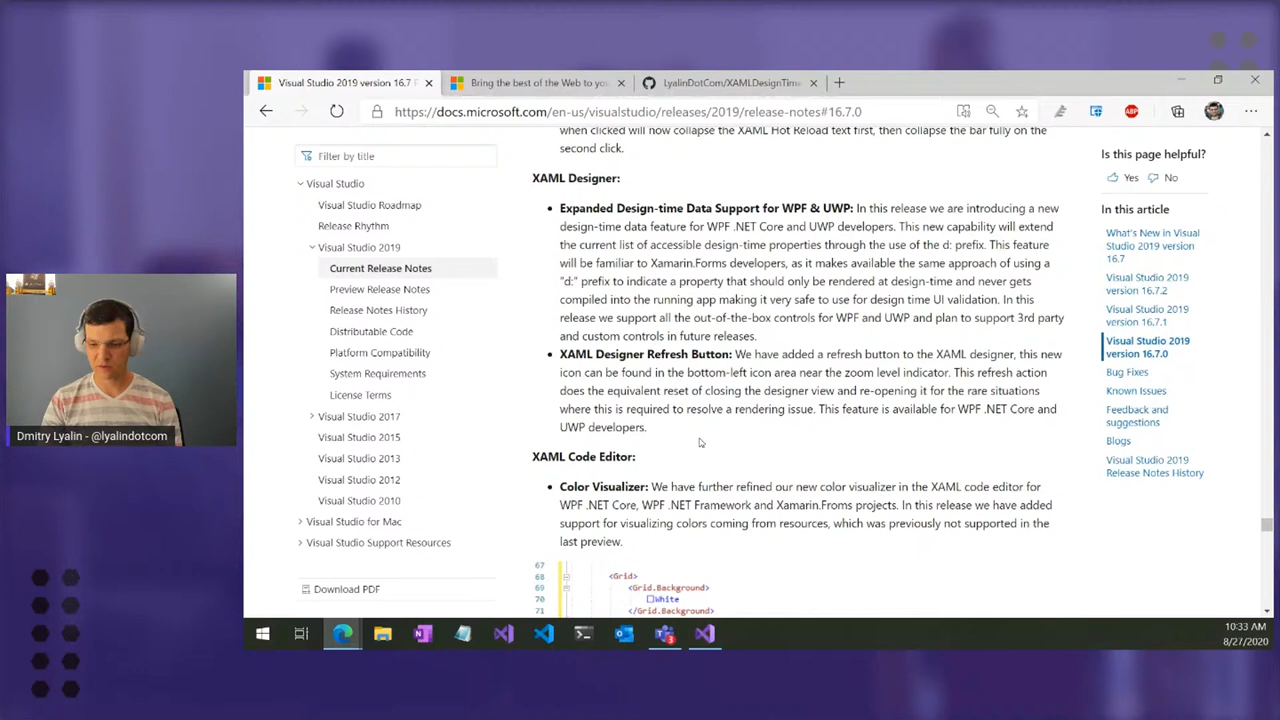 Visual Studio 2019 version 16.7 
Bring the best of the Web to you
LyalinDotCom/XAMLDesignTime
https://docs.microsoft.com/en-us/visualstudio/releases/2019/release-notes#16.7.0
ABP
Filter by title
Visual Studio
Visual Studio Roadmap
Release Rhythm
Visual Studio 2019
Current Release Notes
Preview Release Notes
Release Notes History
Distributable Code
Platform Compatibility
System Requirements
License Terms
Visual Studio 2017
Visual Studio 2015
Visual Studio 2013
Visual Studio 2012
Visual Studio 2010
Visual Studio for Mac
Visual Studio Support Resources
Download PDF
when clicked will now collapse the XAML Hot Reload text first, then collapse the bar fully on the
second click.
XAML Designer:
• Expanded Design-time Data Support for WPF & UWP: In this release we are introducing a new
design-time data feature for WPF .NET Core and UWP developers. This new capability will extend
the current list of accessible design-time properties through the use of the d: prefix. This feature
will be familiar to Xamarin.Forms developers, as it makes available the same approach of using a
"d:" prefix to indicate a property that should only be rendered at design-time and never gets
compiled into the running app making it very safe to use for design time UI validation. In this
release we support all the out-of-the-box controls for WPF and UWP and plan to support 3rd party
and custom controls in future releases.
• XAML Designer Refresh Button: We have added a refresh button to the XAML designer, this new
icon can be found in the bottom-left icon area near the zoom level indicator. This refresh action
does the equivalent reset of closing the designer view and re-opening it for the rare situations
where this is required to resolve a rendering issue. This feature is available for WPF .NET Core and
UWP developers.
XAML Code Editor:
• Color Visualizer: We have further refined our new color visualizer in the XAML code editor for
WPF .NET Core, WPF .NET Framework and Xamarin.Froms projects. In this release we have added
support for visualizing colors coming from resources, which was previously not supported in the
last preview.
67
68 <Grid>
69 <Grid.Background>
70 White
71 </Grid.Background>
Is this page helpful?
Yes No
In this article
What's New in Visual
Studio 2019 version
16.7
Visual Studio 2019
version 16.7.2
Visual Studio 2019
version 16.7.1
Visual Studio 2019
version 16.7.0
Bug Fixes
Known Issues
Feedback and
suggestions
Blogs
Visual Studio 2019
Release Notes History
Dmitry Lyalin - @lyalindotcom
3
10:33 AM
8/27/2020